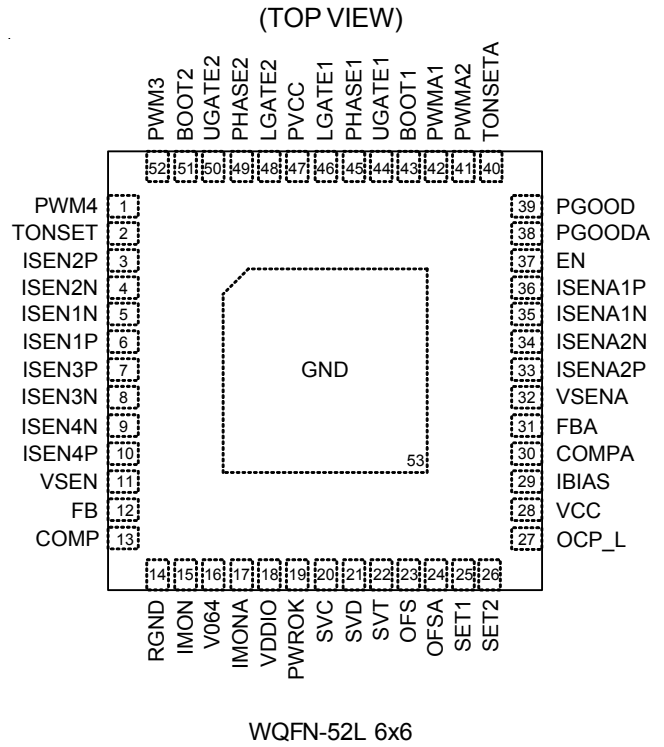 (TOP VIEW)
PWM3
BOOT2
UGATE2
PHASE2
LGATE2
PVCC
LGATE1
PHASE1
UGATE1
BOOT1
PWMA1
PWMA2
TONSETA
52 51 50 49 48 47 46 45 44 43 42 41 40
PWM4 1
TONSET 2
ISEN2P 3
ISEN2N 4
ISEN1N 5
ISEN1P 6
ISEN3P 7
ISEN3N 8
ISEN4N 9
ISEN4P 10
VSEN 11
FB 12
COMP 13
GND
53
39 PGOOD
38 PGOODA
37 EN
36 ISENA1P
35 ISENA1N
34 ISENA2N
33 ISENA2P
32 VSENA
31 FBA
30 COMPA
29 IBIAS
28 VCC
27 OCP_L
14 15 16 17 18 19 20 21 22 23 24 25 26
RGND
IMON
V064
IMONA
VDDIO
PWROK
SVC
SVD
SVT
OFS
OFSA
SET1
SET2
WQFN-52L 6x6